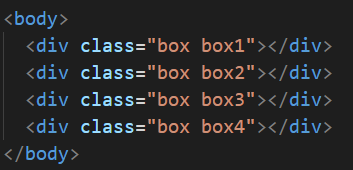 <body>
  <div class="box box1"></div>
  <div class="box box2"></div>
  <div class="box box3"></div>
  <div class="box box4"></div>
</body>